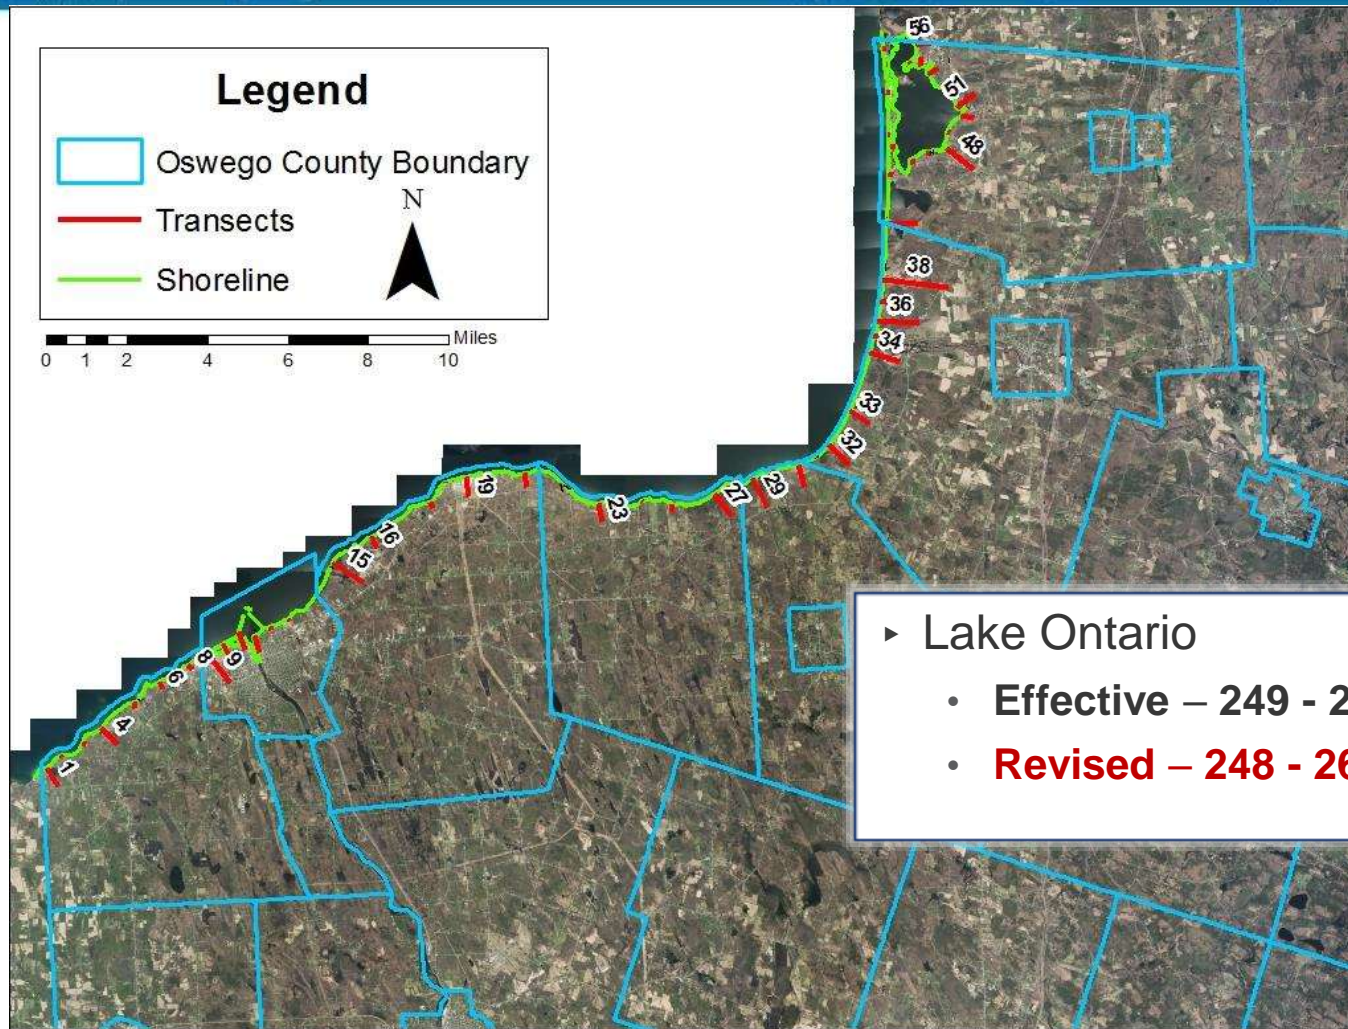 Legend
Oswego County Boundary
Transects
Shoreline
N
Miles
0 1 2 4 6 8 10
56
51
48
38
36
34
33
32
29
27
23
19
16
15
9
8
6
4
1
▸ Lake Ontario
• Effective – 249 - 2
• Revised – 248 - 26